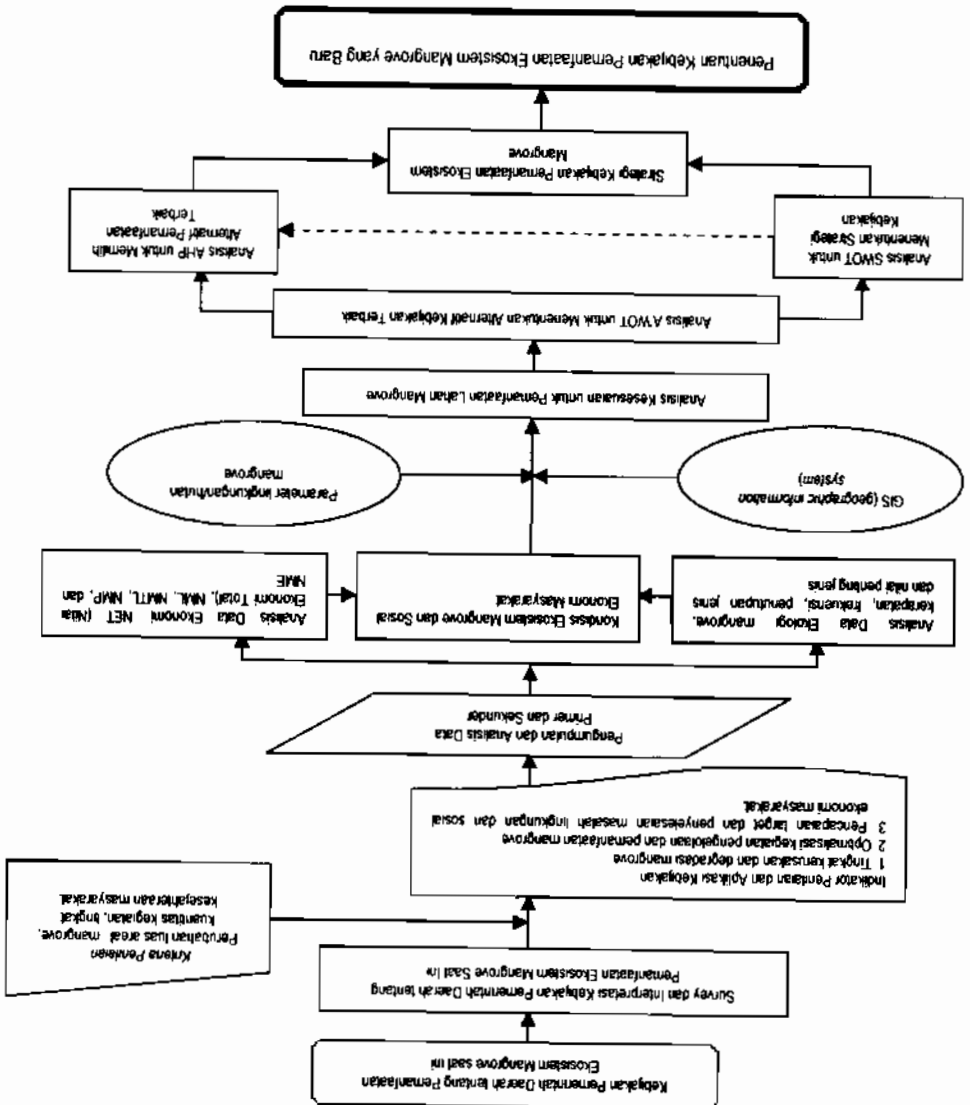 Kebijakan Pemerintah Daerah tentang Pemanfaatan
Ekosistem Mangrove saat ini
Survey dan Interpretasi Kebijakan Pemerintah Daerah tentang
Pemanfaatan Ekosistem Mangrove Saat Ini
Kriteria Penilaian
Perubahan luas areal mangrove,
kuantitas kegiatan, tingkat
kesejahteraan masyarakat.
Indikator Penilaian dan Aplikasi Kebijakan
1 Tingkat kerusakan dan degradasi mangrove
2 Optimalisasi kegiatan pengelolaan dan pemanfaatan mangrove
3 Pencapaian target dan penyelesaian masalah lingkungan dan sosial
ekonomi masyarakat.
Pengumpulan dan Analisis Data
Primer dan Sekunder
Analisis Data Ekologi mangrove,
kerapatan, frekuensi, penutupan jenis
dan nilai penting jenis
Kondisi Ekosistem Mangrove dan Sosial
Ekonomi Masyarakat
Analisis Data Ekonomi NET (Nilai
Ekonomi Total), NML, NMTL, NMP, dan
NME
GIS (geographic information
system)
Parameter lingkungan/hutan
mangrove
Analisis Kesesuaian untuk Pemanfaatan Lahan Mangrove
Analisis A'WOT untuk Menentukan Alternatif Kebijakan Terbaik
Analisis SWOT untuk
Menentukan Strategi
Kebijakan
Analisis AHP untuk Memilih
Alternatif Pemanfaatan
Terbaik
Strategi Kebijakan Pemanfaatan Ekosistem
Mangrove
Penentuan Kebijakan Pemanfaatan Ekosistem Mangrove yang Baru